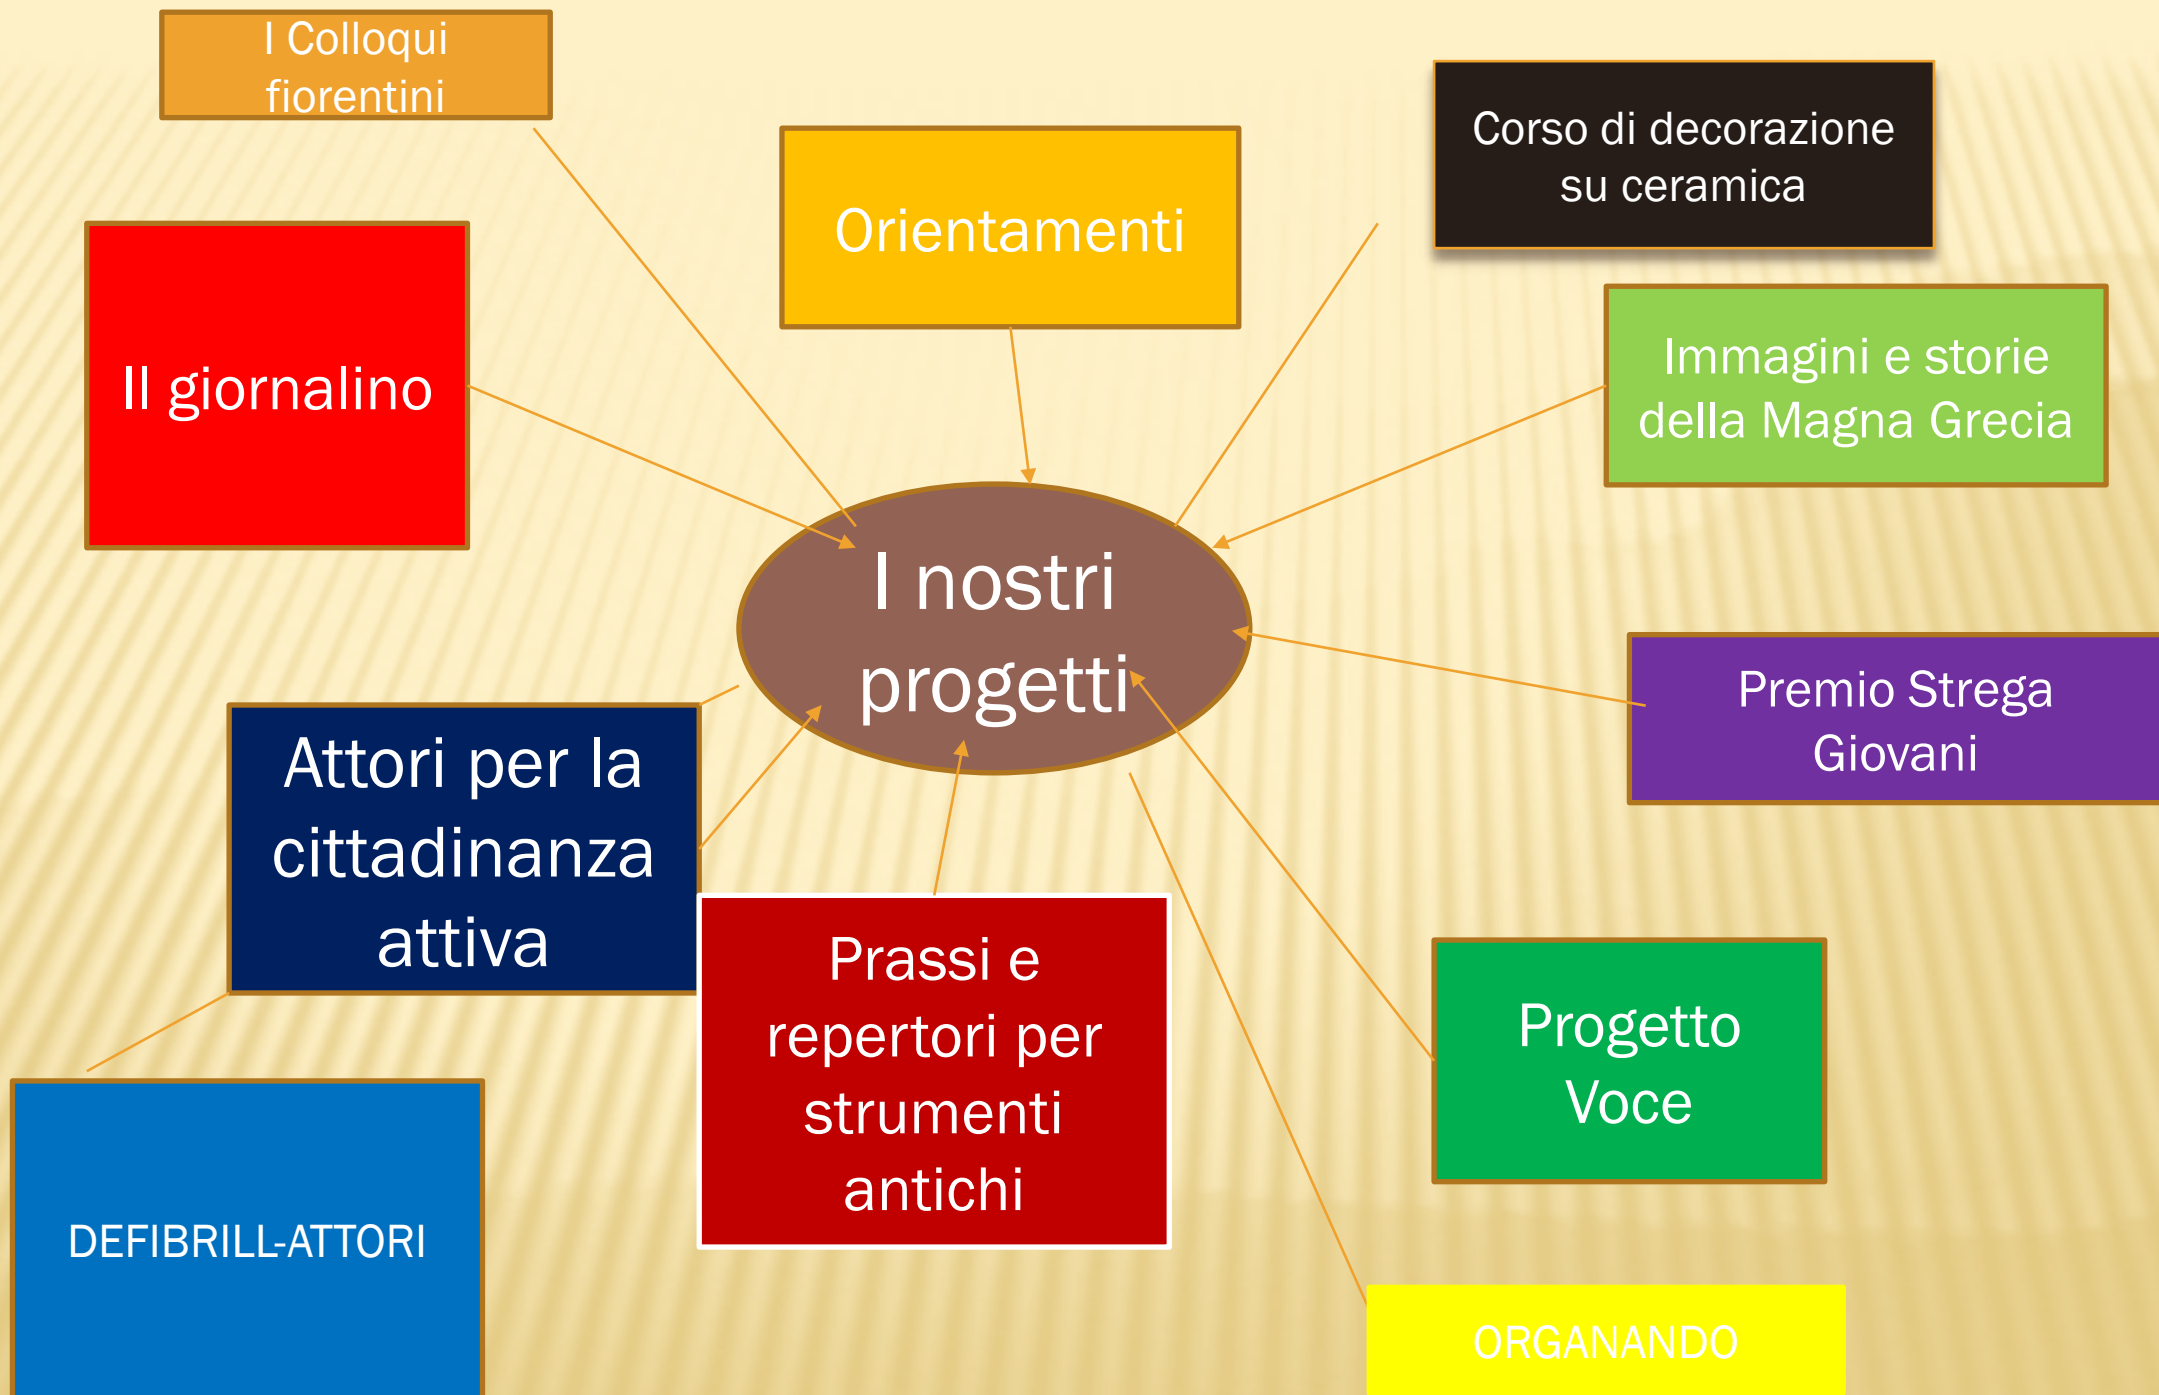 I Colloqui
fiorentini
Corso di decorazione
su ceramica
Orientamenti
Il giornalino
Immagini e storie
della Magna Grecia
I nostri
progetti
Premio Strega
Giovani
Attori per la
cittadinanza
attiva
Prassi e
repertori per
strumenti
antichi
Progetto
Voce
DEFIBRILL-ATTORI
ORGANANDO